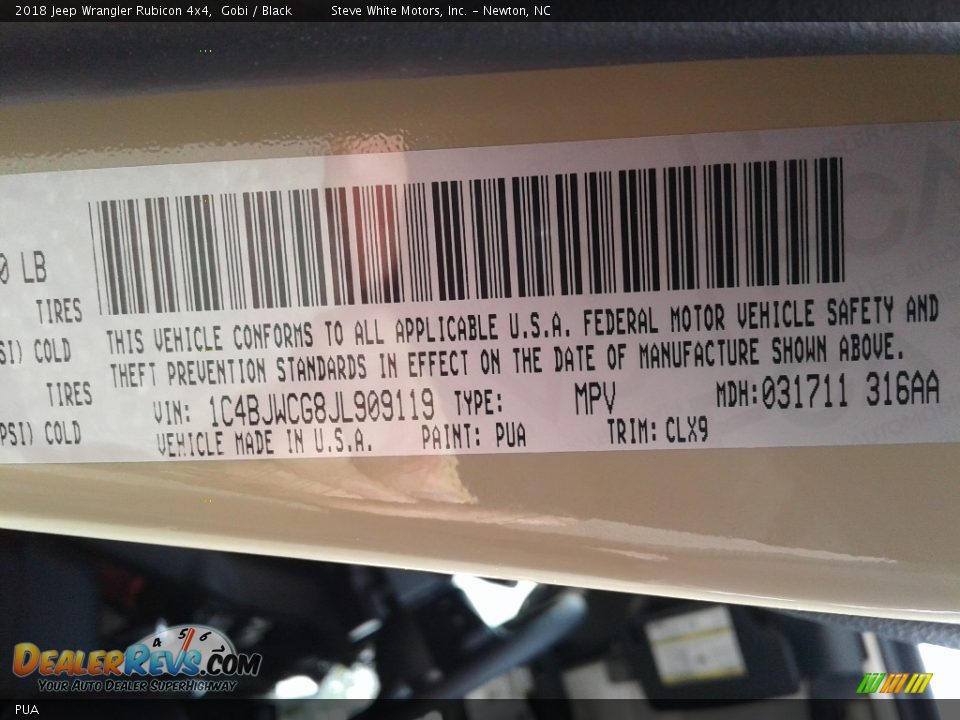 2018 Jeep Wrangler Rubicon 4x4, Gobi / Black Steve White Motors, Inc. - Newton, NC
0 LB
TIRES
SI) COLD
TIRES
PSI) COLD
THIS VEHICLE CONFORMS TO ALL APPLICABLE U.S.A. FEDERAL MOTOR VEHICLE SAFETY AND
THEFT PREVENTION STANDARDS IN EFFECT ON THE DATE OF MANUFACTURE SHOWN ABOVE.
VIN: 1C4BJWCG8JL909119 TYPE: MPV MDH:031711 316AA
VEHICLE MADE IN U.S.A. PAINT: PUA TRIM: CLX9
4 5 6
DEALERREVS.COM
YOUR AUTO DEALER SUPERHIGHWAY
PUA